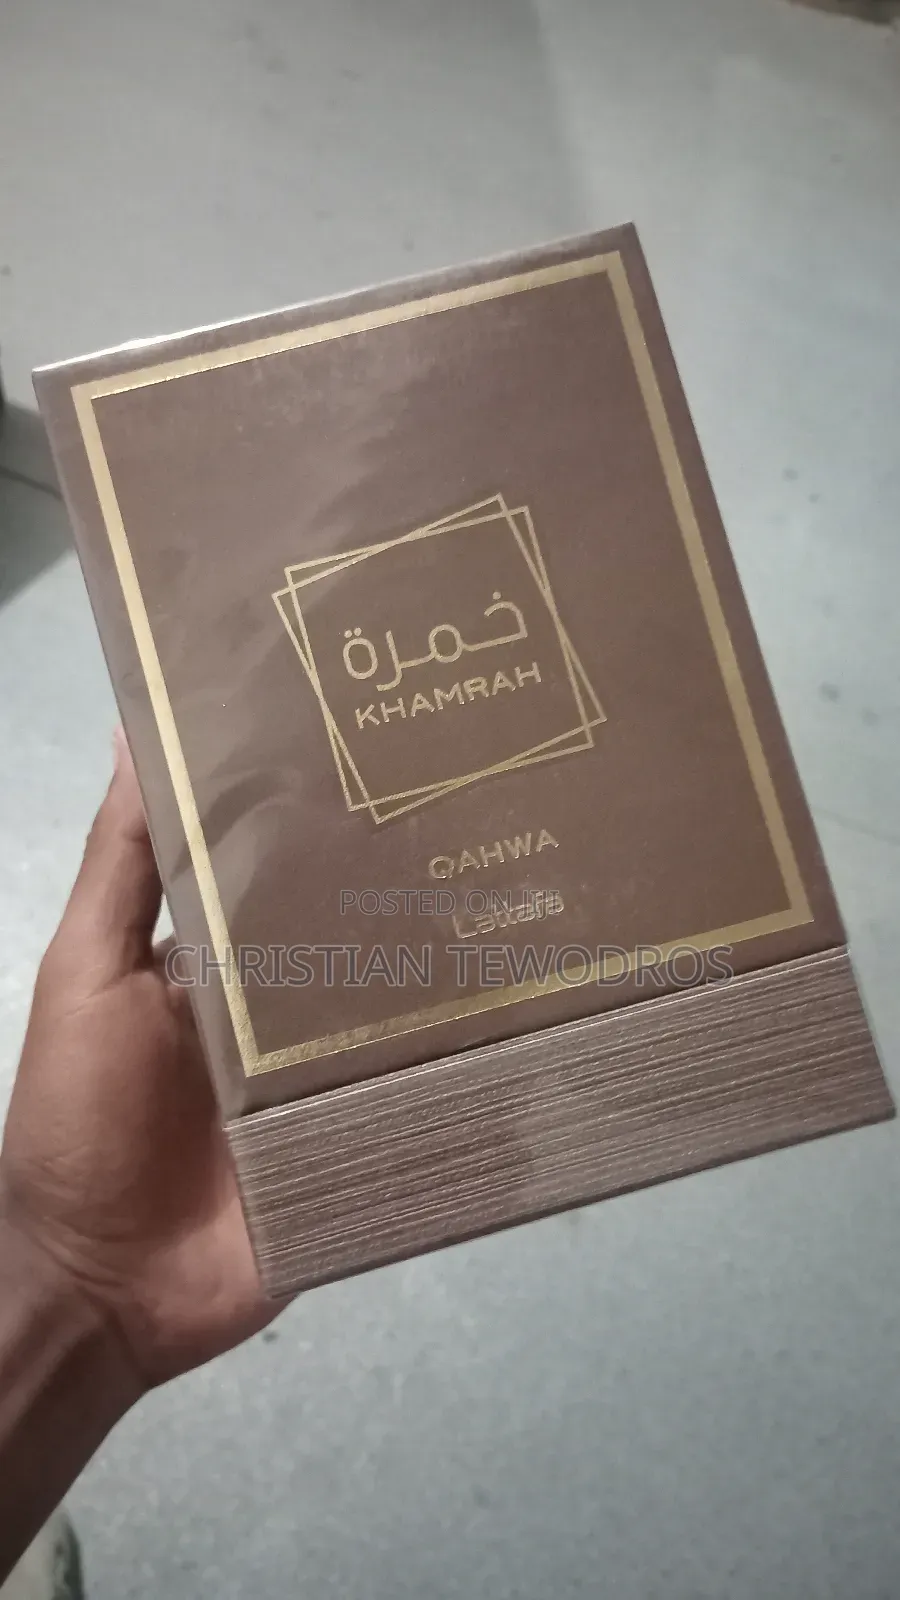 خمرة
KHAMRAH
QAHWA
Lattafa
POSTED ON JIJI
CHRISTIAN TEWODROS